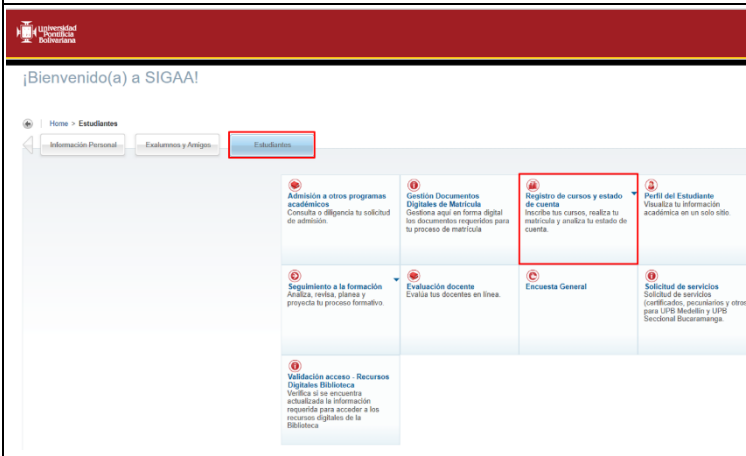 Universidad
Pontificia
Bolivariana
¡Bienvenido(a) a SIGAA!
Home > Estudiantes
Información Personal
Exalumnos y Amigos
Estudiantes
Admisión a otros programas
académicos
Consulta o diligencia tu solicitud
de admisión.
Gestión Documentos
Digitales de Matrícula
Gestiona aquí en forma digital
los documentos requeridos para
tu proceso de matrícula
Registro de cursos y estado
de cuenta
Inscribe tus cursos, realiza tu
matrícula y analiza tu estado de
cuenta.
Perfil del Estudiante
Visualiza tu información
académica en un solo sitio.
Seguimiento a la formación
Analiza, revisa, planea y
proyecta tu proceso formativo.
Evaluación docente
Evalúa tus docentes en línea.
Encuesta General
Solicitud de servicios
Solicitud de servicios
(certificados, pecuniarios y otros
para UPB Medellín y UPB
Seccional Bucaramanga.
Validación acceso - Recursos
Digitales Biblioteca
Verifica si se encuentra
actualizada la información
requerida para acceder a los
recursos digitales de la
Biblioteca